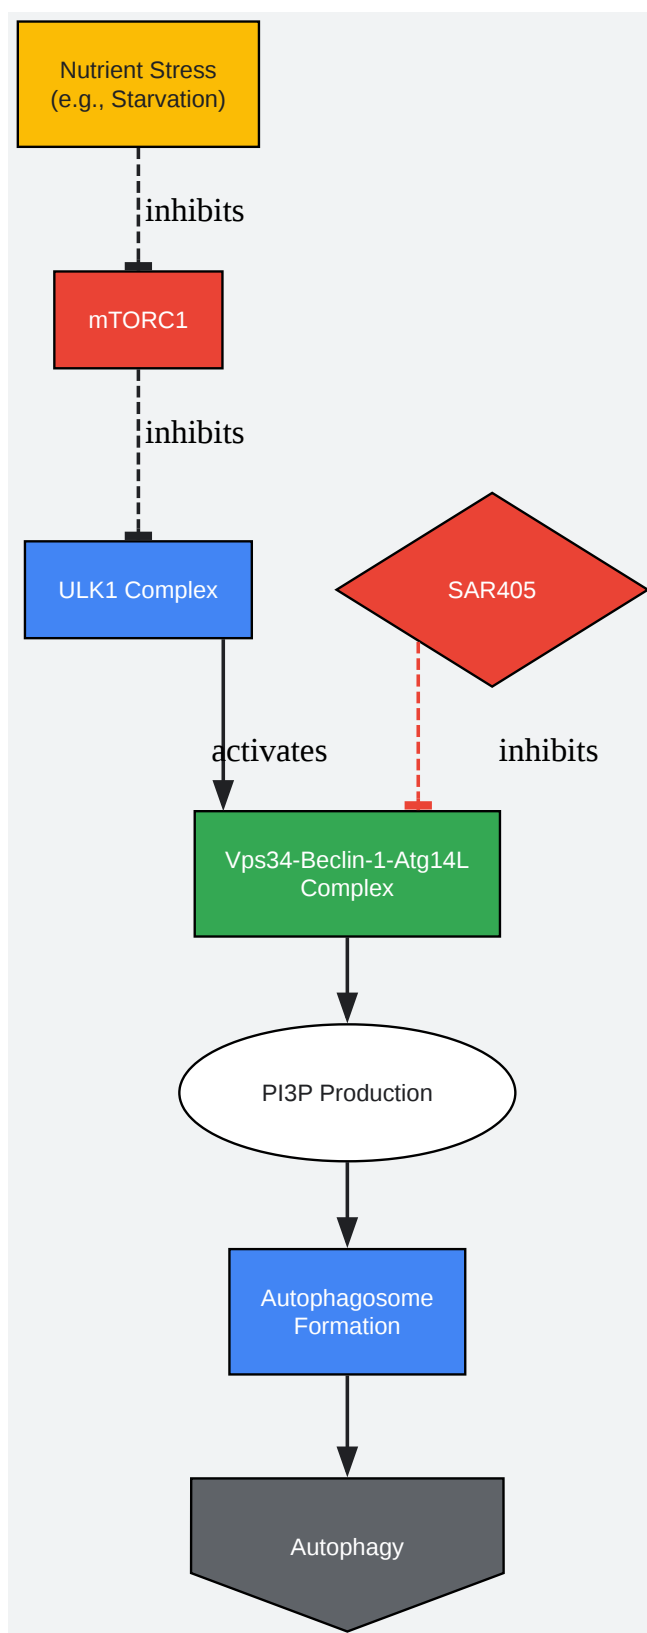 Nutrient Stress
(e.g., Starvation)
inhibits
mTORC1
inhibits
ULK1 Complex
SAR405
activates
inhibits
Vps34-Beclin-1-Atg14L
Complex
PI3P Production
Autophagosome
Formation
Autophagy